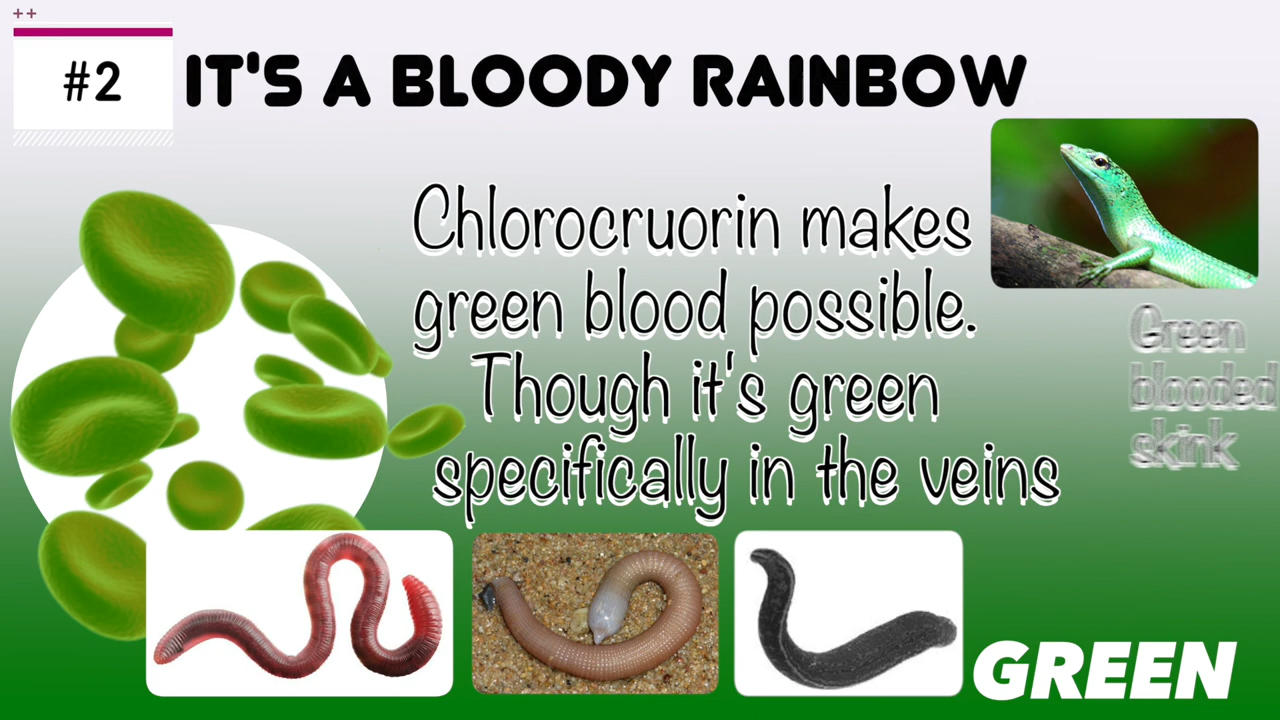 ++
#2
IT'S A BLOODY RAINBOW
Chlorocruorin makes
green blood possible.
Though it's green
specifically in the veins
Green
blooded
skink
GREEN